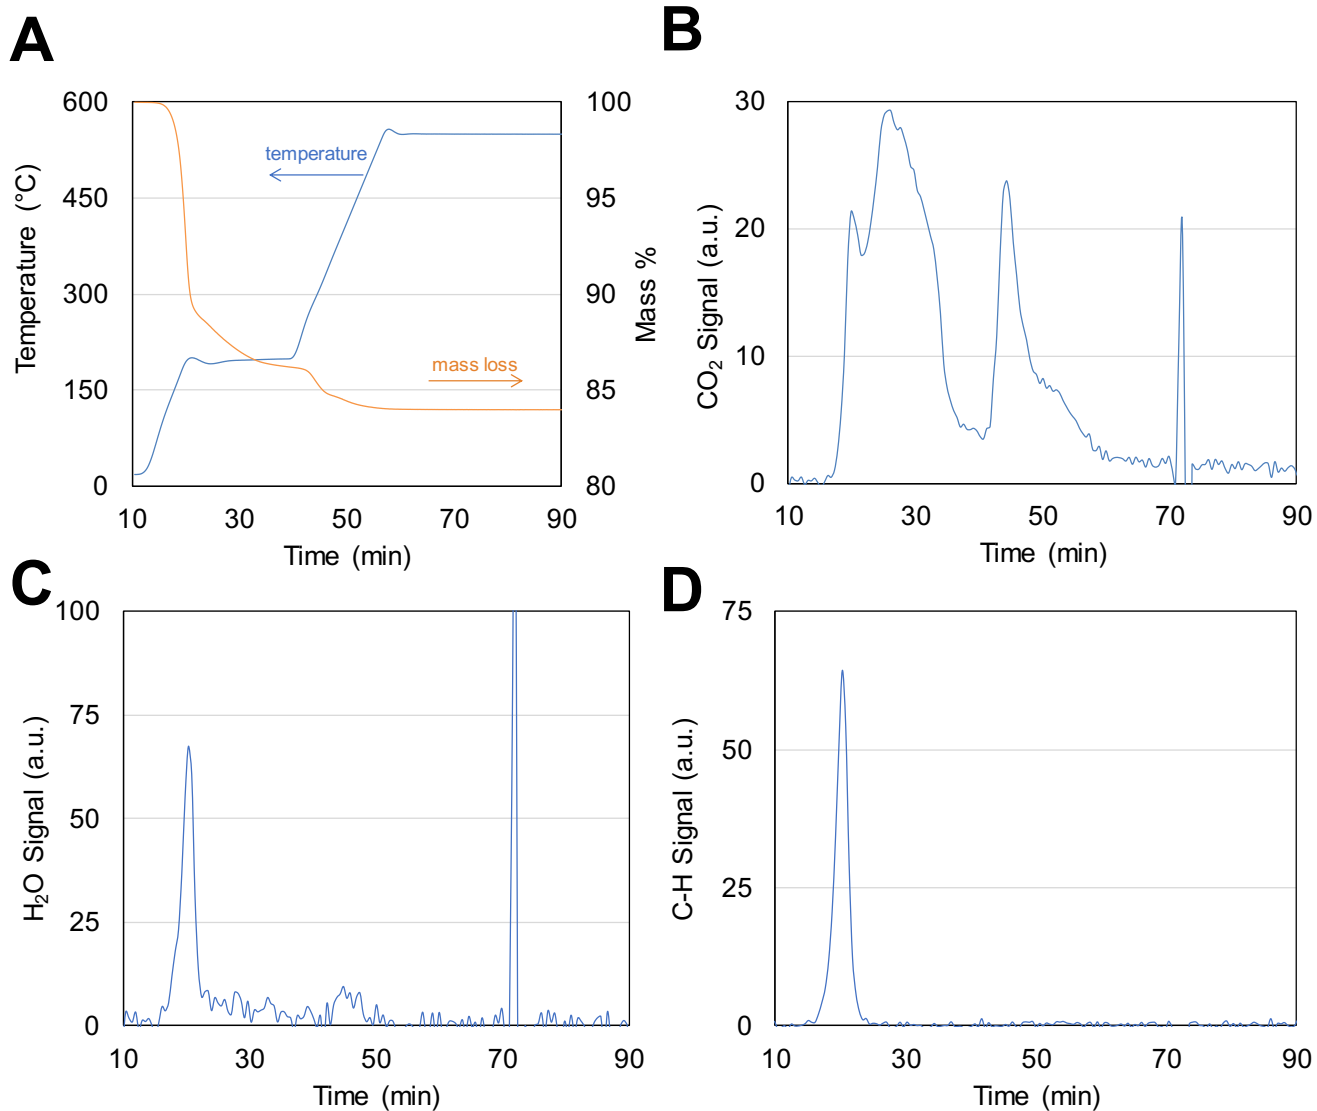 A
600
450
300
150
0
Temperature (°C)
100
95
90
85
80
Mass %
temperature
mass loss
10 30 50 70 90
Time (min)
B
30
20
10
0
CO₂ Signal (a.u.)
10 30 50 70 90
Time (min)
C
100
75
50
25
0
H₂O Signal (a.u.)
10 30 50 70 90
Time (min)
D
75
50
25
0
C-H Signal (a.u.)
10 30 50 70 90
Time (min)